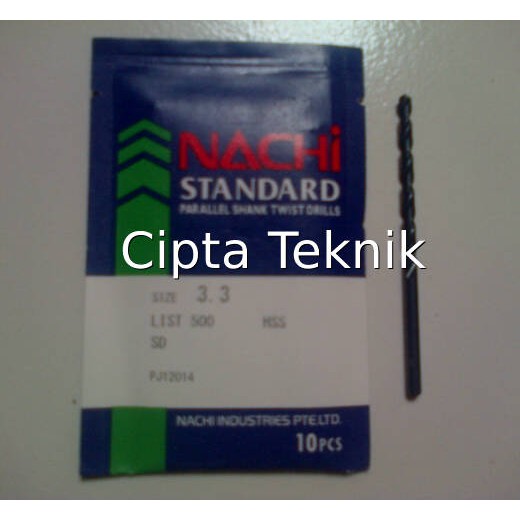 NACHi
STANDARD
PARALLEL SHANK TWIST DRILLS
Cipta Teknik
SIZE 3.3
LIST 500 HSS
SD
PJY2014
NACHI INDUSTRIES PTE.LTD.
10PCS